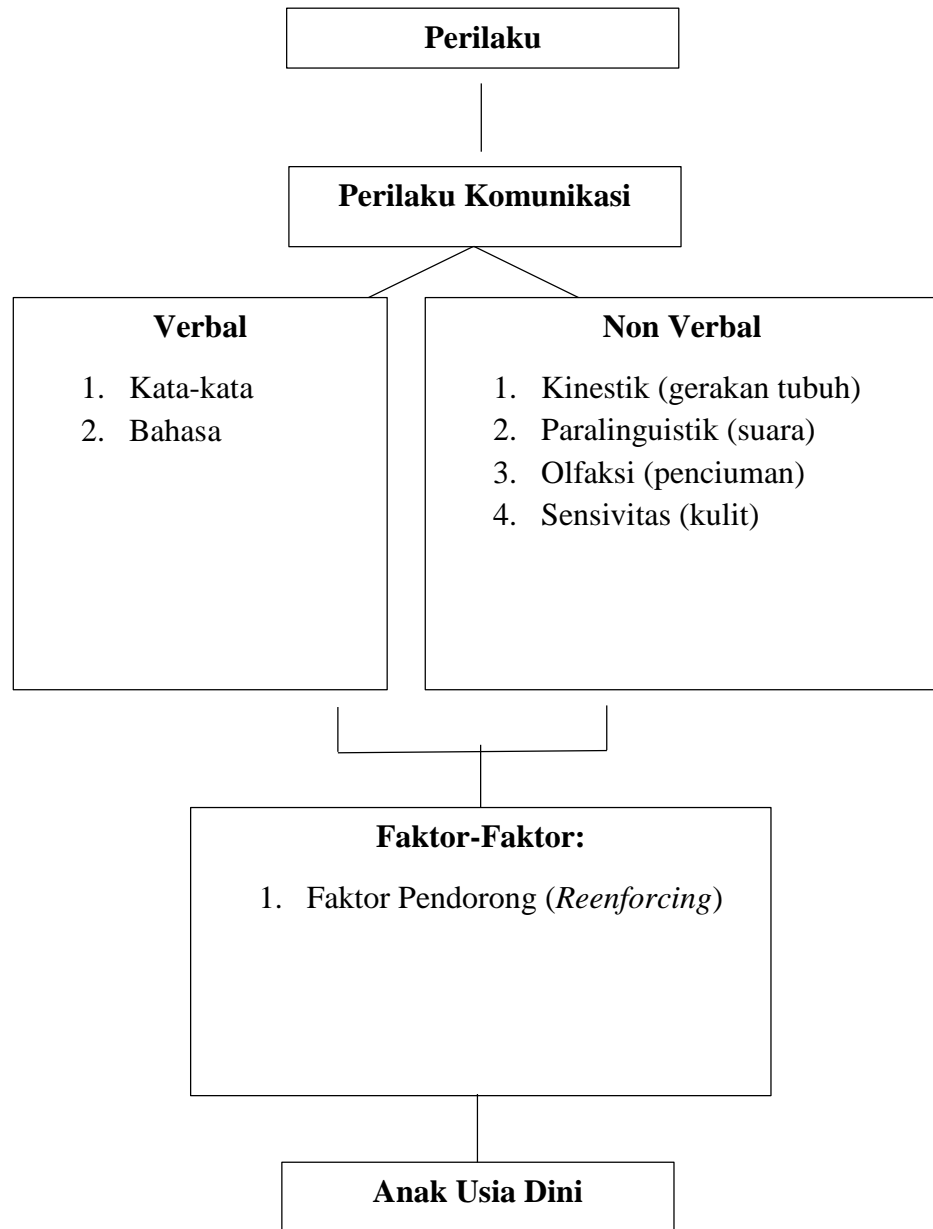 Perilaku
Perilaku Komunikasi
Verbal
1. Kata-kata
2. Bahasa
Non Verbal
1. Kinestik (gerakan tubuh)
2. Paralinguistik (suara)
3. Olfaksi (penciuman)
4. Sensivitas (kulit)
Faktor-Faktor:
1. Faktor Pendorong (Reenforcing)
Anak Usia Dini